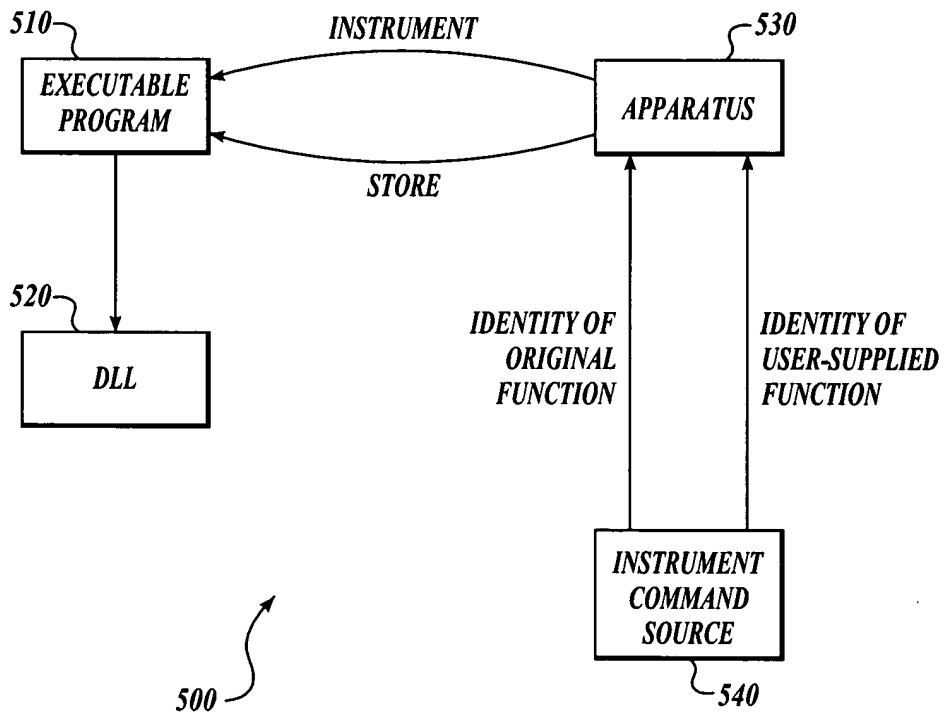 510
INSTRUMENT
530
EXECUTABLE
PROGRAM
APPARATUS
STORE
520
DLL
IDENTITY OF
ORIGINAL
FUNCTION
IDENTITY OF
USER-SUPPLIED
FUNCTION
INSTRUMENT
COMMAND
SOURCE
500
540